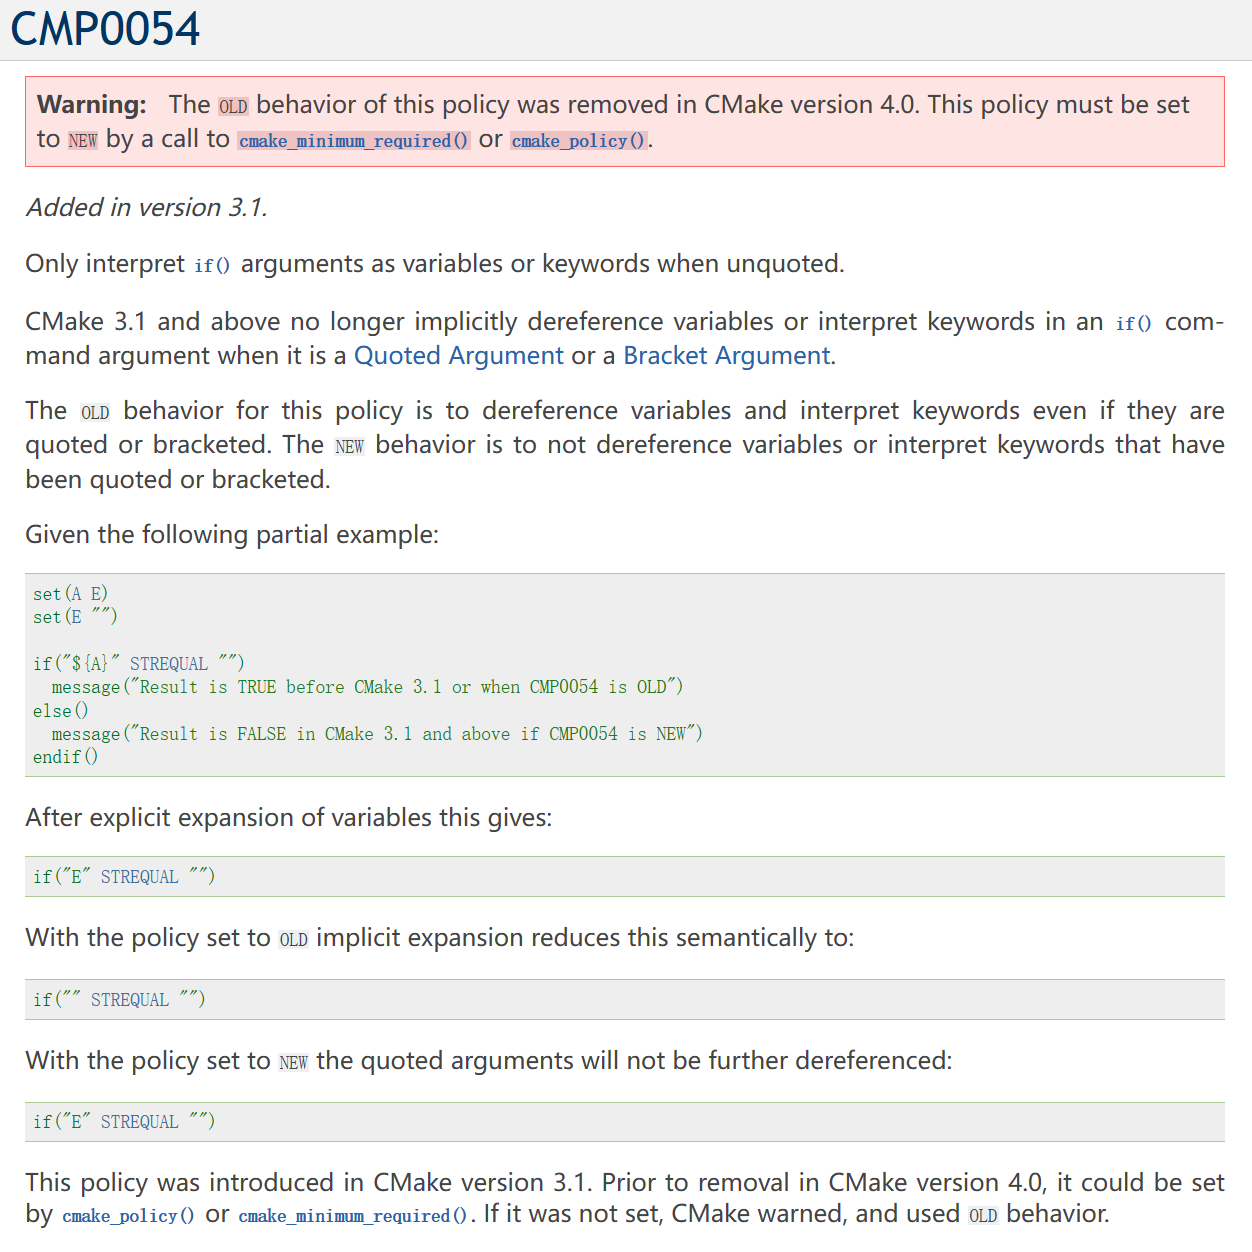 CMP0054
Warning: The OLD behavior of this policy was removed in CMake version 4.0. This policy must be set
to NEW by a call to cmake_minimum_required() or cmake_policy().
Added in version 3.1.
Only interpret if() arguments as variables or keywords when unquoted.
CMake 3.1 and above no longer implicitly dereference variables or interpret keywords in an if() com-
mand argument when it is a Quoted Argument or a Bracket Argument.
The OLD behavior for this policy is to dereference variables and interpret keywords even if they are
quoted or bracketed. The NEW behavior is to not dereference variables or interpret keywords that have
been quoted or bracketed.
Given the following partial example:
set(A E)
set(E "")
if("${A}" STREQUAL "")
  message("Result is TRUE before CMake 3.1 or when CMP0054 is OLD")
else()
  message("Result is FALSE in CMake 3.1 and above if CMP0054 is NEW")
endif()
After explicit expansion of variables this gives:
if("E" STREQUAL "")
With the policy set to OLD implicit expansion reduces this semantically to:
if("" STREQUAL "")
With the policy set to NEW the quoted arguments will not be further dereferenced:
if("E" STREQUAL "")
This policy was introduced in CMake version 3.1. Prior to removal in CMake version 4.0, it could be set
by cmake_policy() or cmake_minimum_required(). If it was not set, CMake warned, and used OLD behavior.